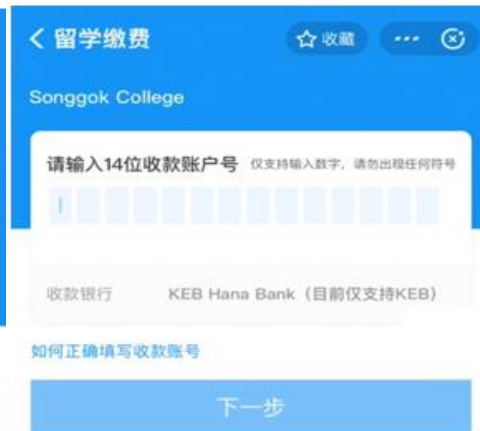 留学缴费 收藏
Songgok College
请输入14位收款账户号 仅支持输入数字，请勿出现任何符号
收款银行 KEB Hana Bank（目前仅支持KEB）
如何正确填写收款账号
下一步